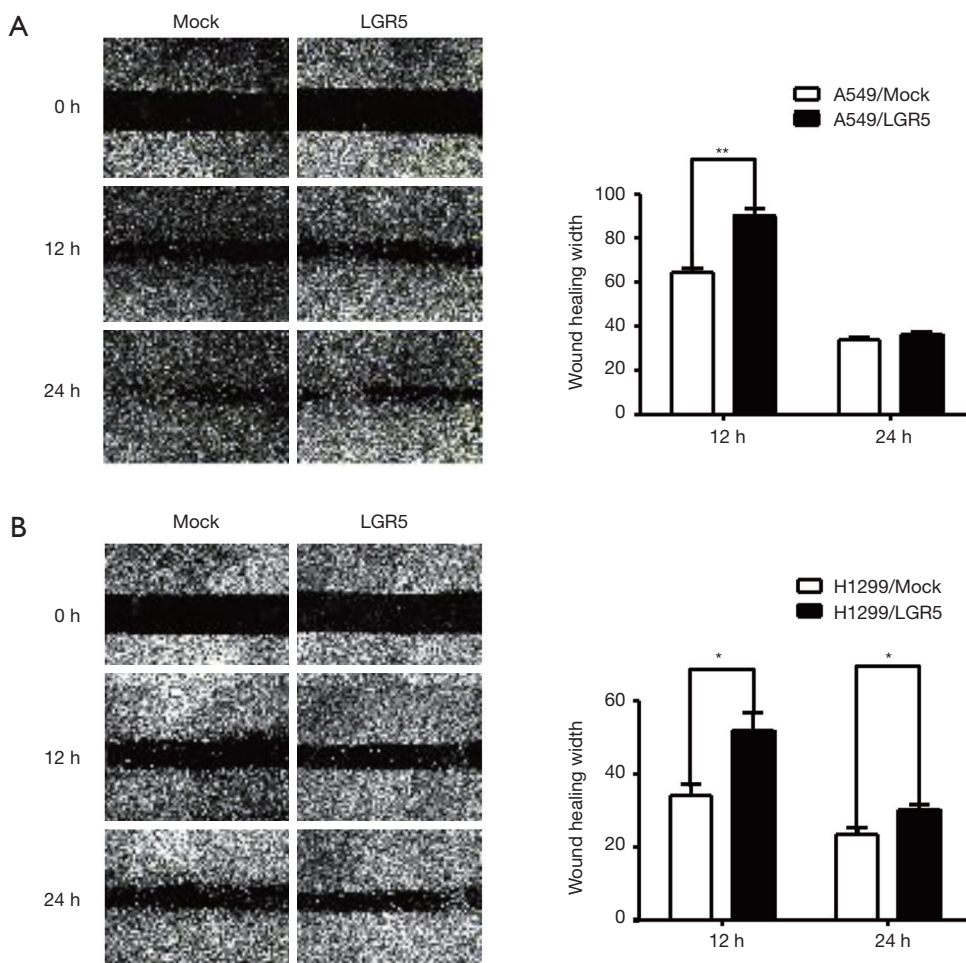 A
Mock
LGR5
0 h
12 h
24 h
A549/Mock
A549/LGR5
**
Wound healing width
100
80
60
40
20
0
12 h
24 h
B
Mock
LGR5
0 h
12 h
24 h
H1299/Mock
H1299/LGR5
*
*
Wound healing width
60
40
20
0
12 h
24 h